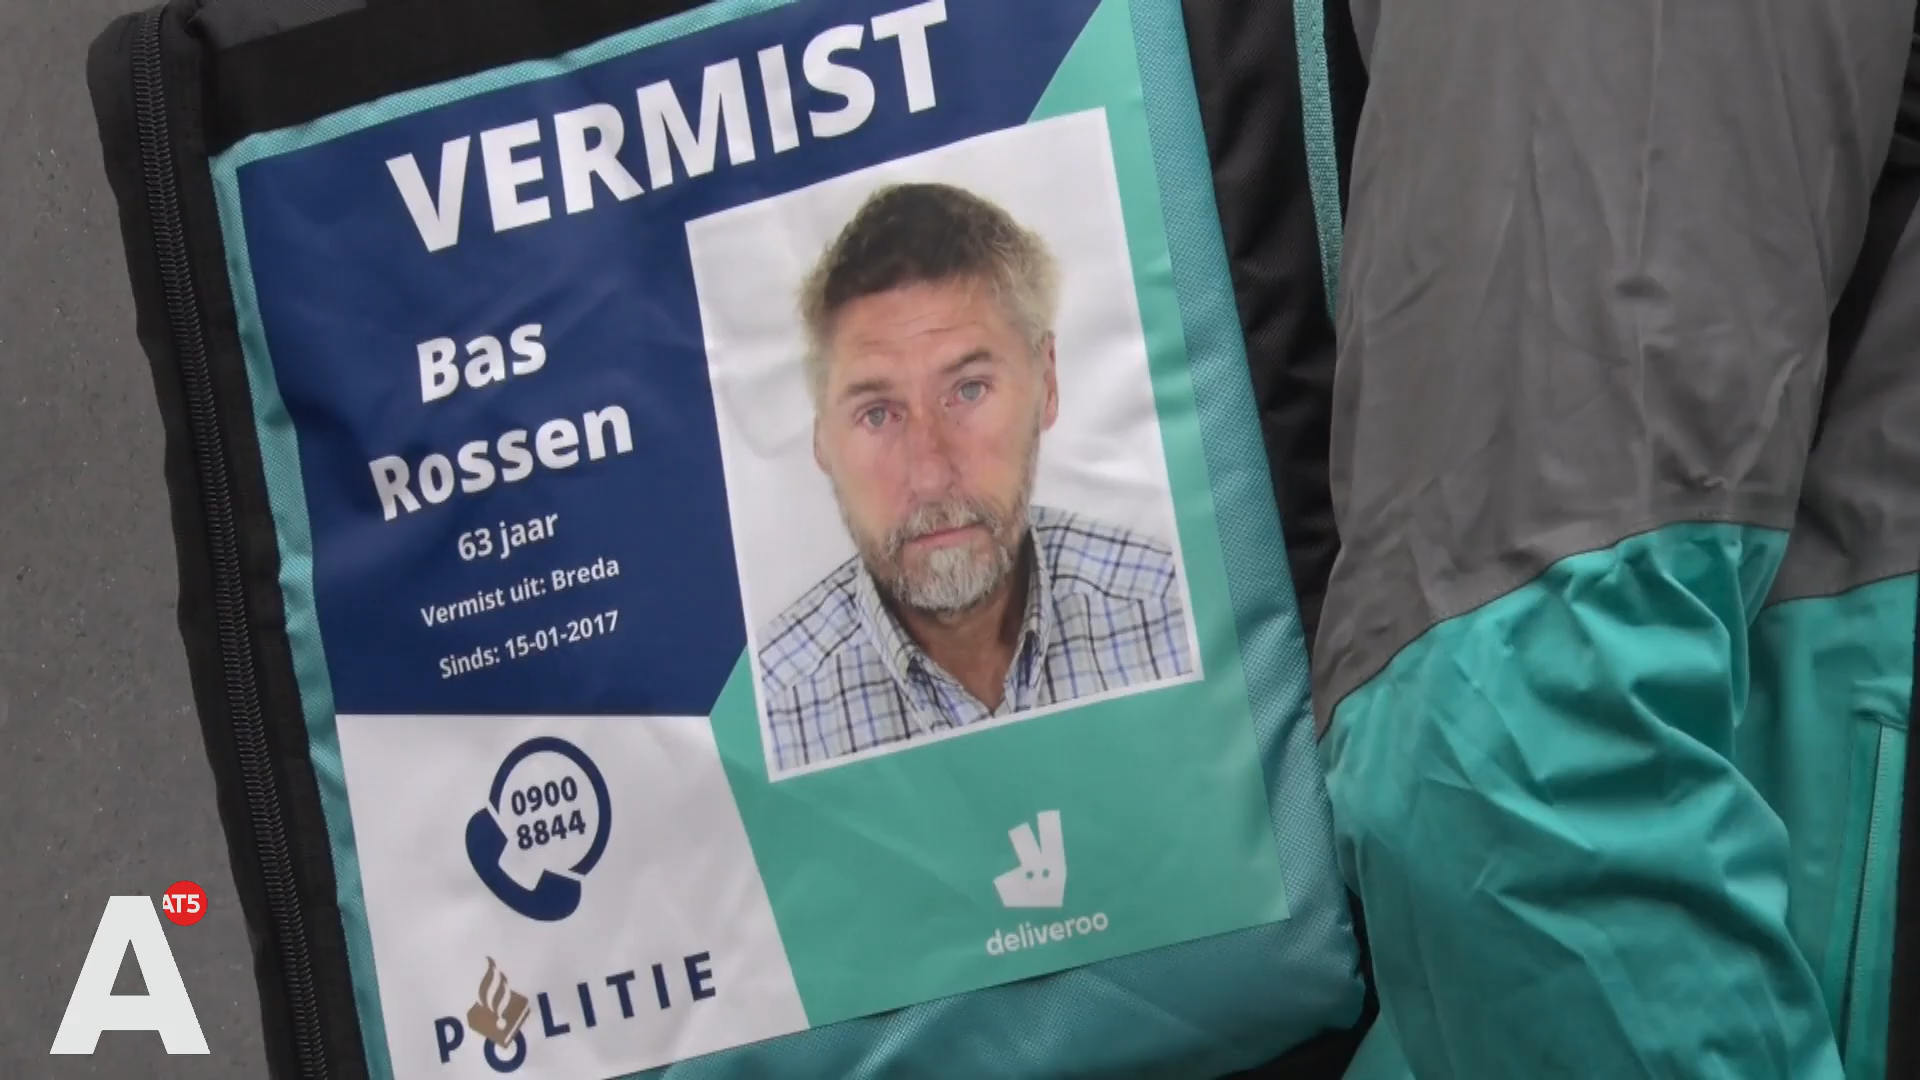 VERMIST
Bas
Rossen
63 jaar
Vermist uit: Breda
Sinds: 15-01-2017
0900
8844
POLITIE
deliveroo
A
AT5